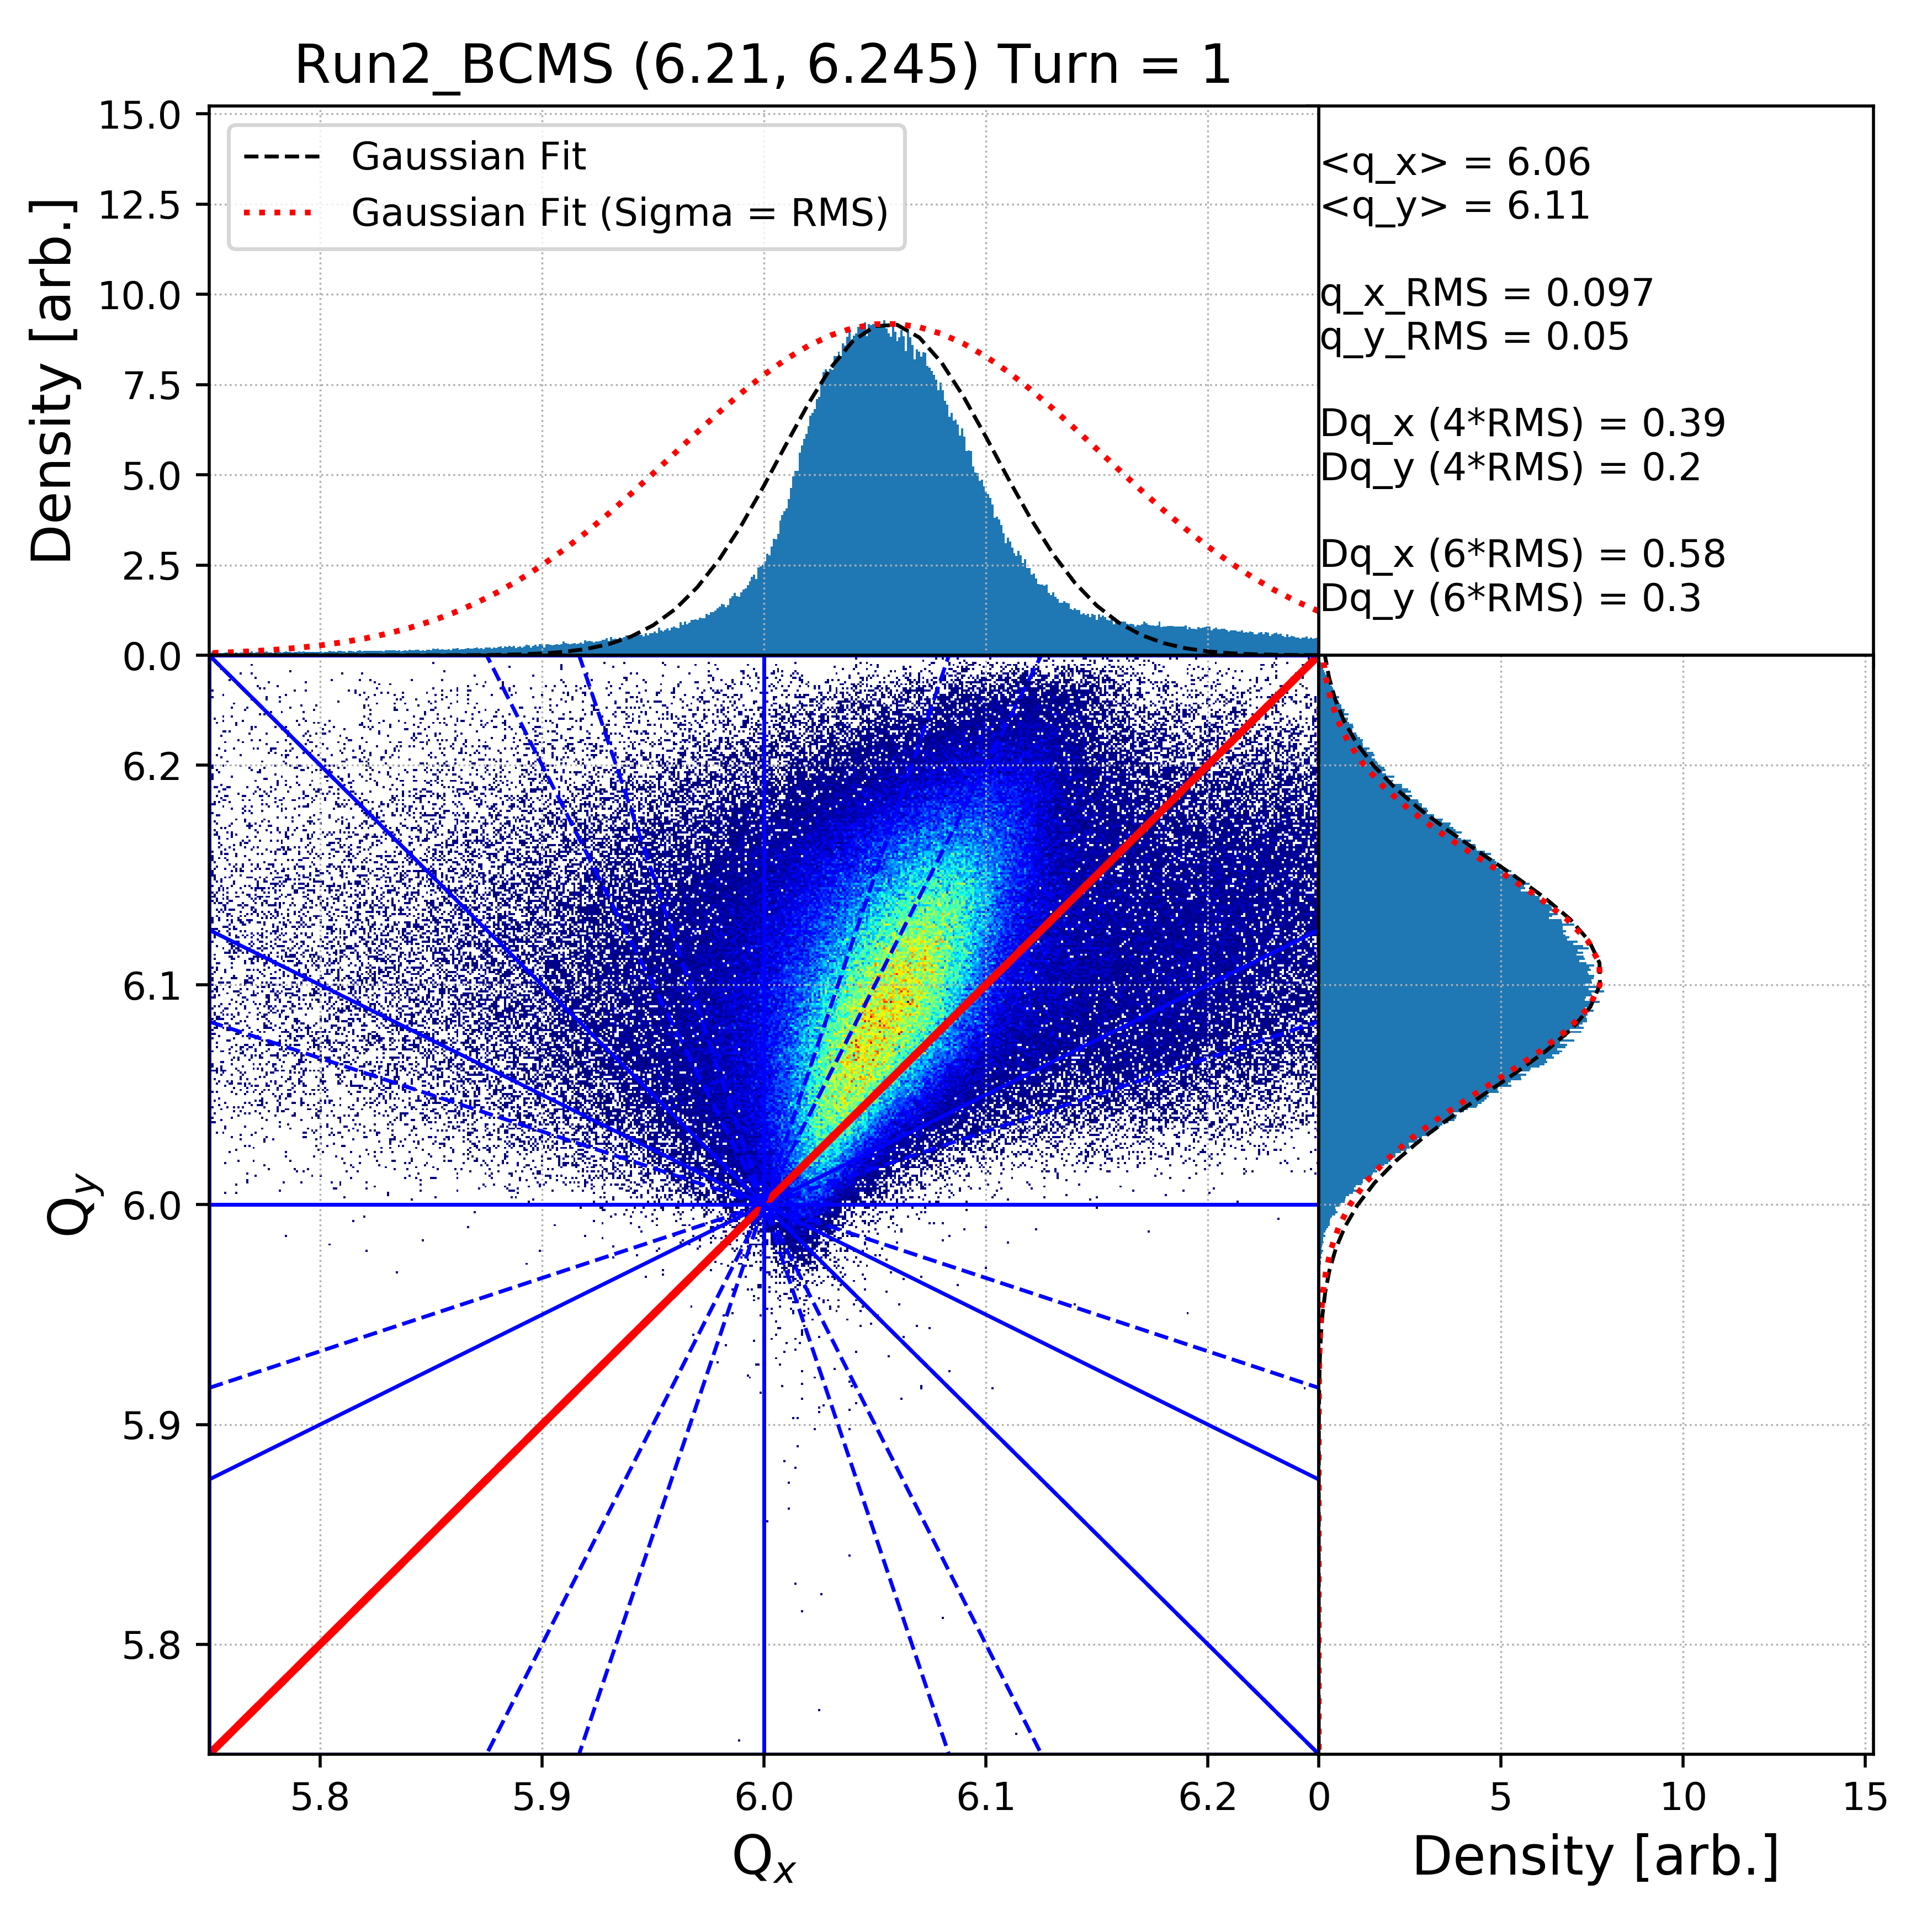 Run2_BCMS (6.21, 6.245) Turn = 1
Density [arb.]
15.0
12.5
10.0
7.5
5.0
2.5
0.0
Gaussian Fit
Gaussian Fit (Sigma = RMS)
<q_x> = 6.06
<q_y> = 6.11
q_x_RMS = 0.097
q_y_RMS = 0.05
Dq_x (4*RMS) = 0.39
Dq_y (4*RMS) = 0.2
Dq_x (6*RMS) = 0.58
Dq_y (6*RMS) = 0.3
Qy
6.2
6.1
6.0
5.9
5.8
5.8 5.9 6.0 6.1 6.2
Qx
0 5 10 15
Density [arb.]